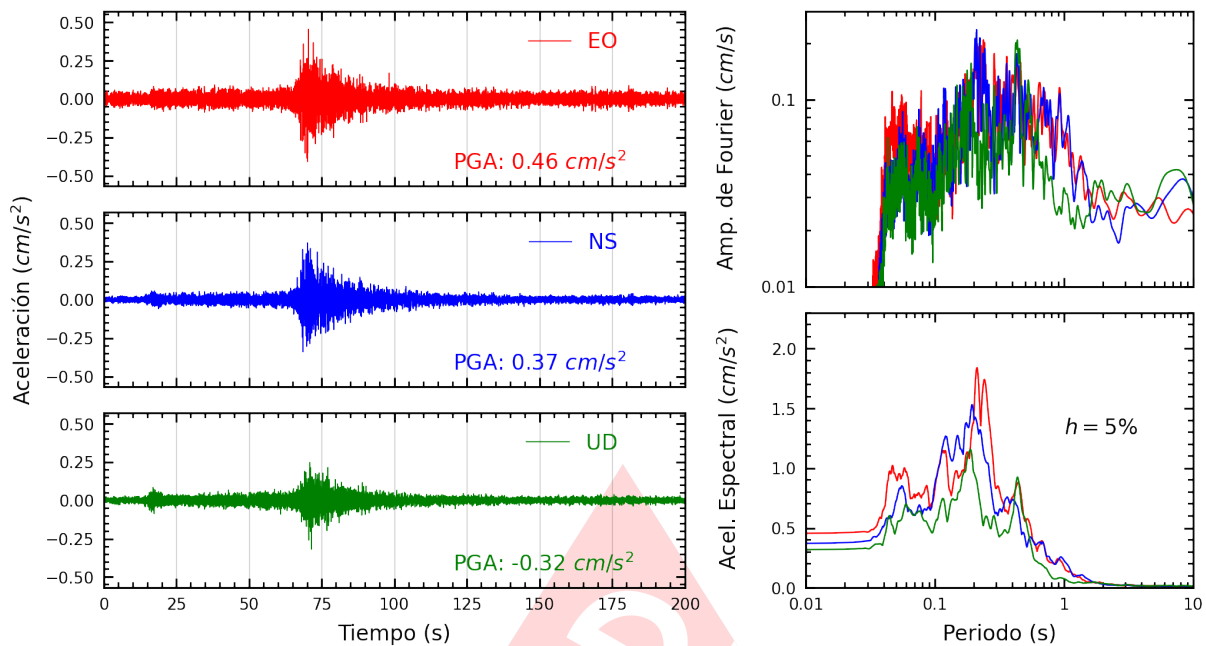 Aceleración (cm/s²)
0.50
0.25
0.00
−0.25
−0.50
EO
PGA: 0.46 cm/s²
0.50
0.25
0.00
−0.25
−0.50
NS
PGA: 0.37 cm/s²
0.50
0.25
0.00
−0.25
−0.50
UD
PGA: -0.32 cm/s²
0 25 50 75 100 125 150 175 200
Tiempo (s)
Amp. de Fourier (cm/s)
0.1
0.01
Acel. Espectral (cm/s²)
2.0
1.5
1.0
0.5
0.0
h = 5%
0.01 0.1 1 10
Periodo (s)